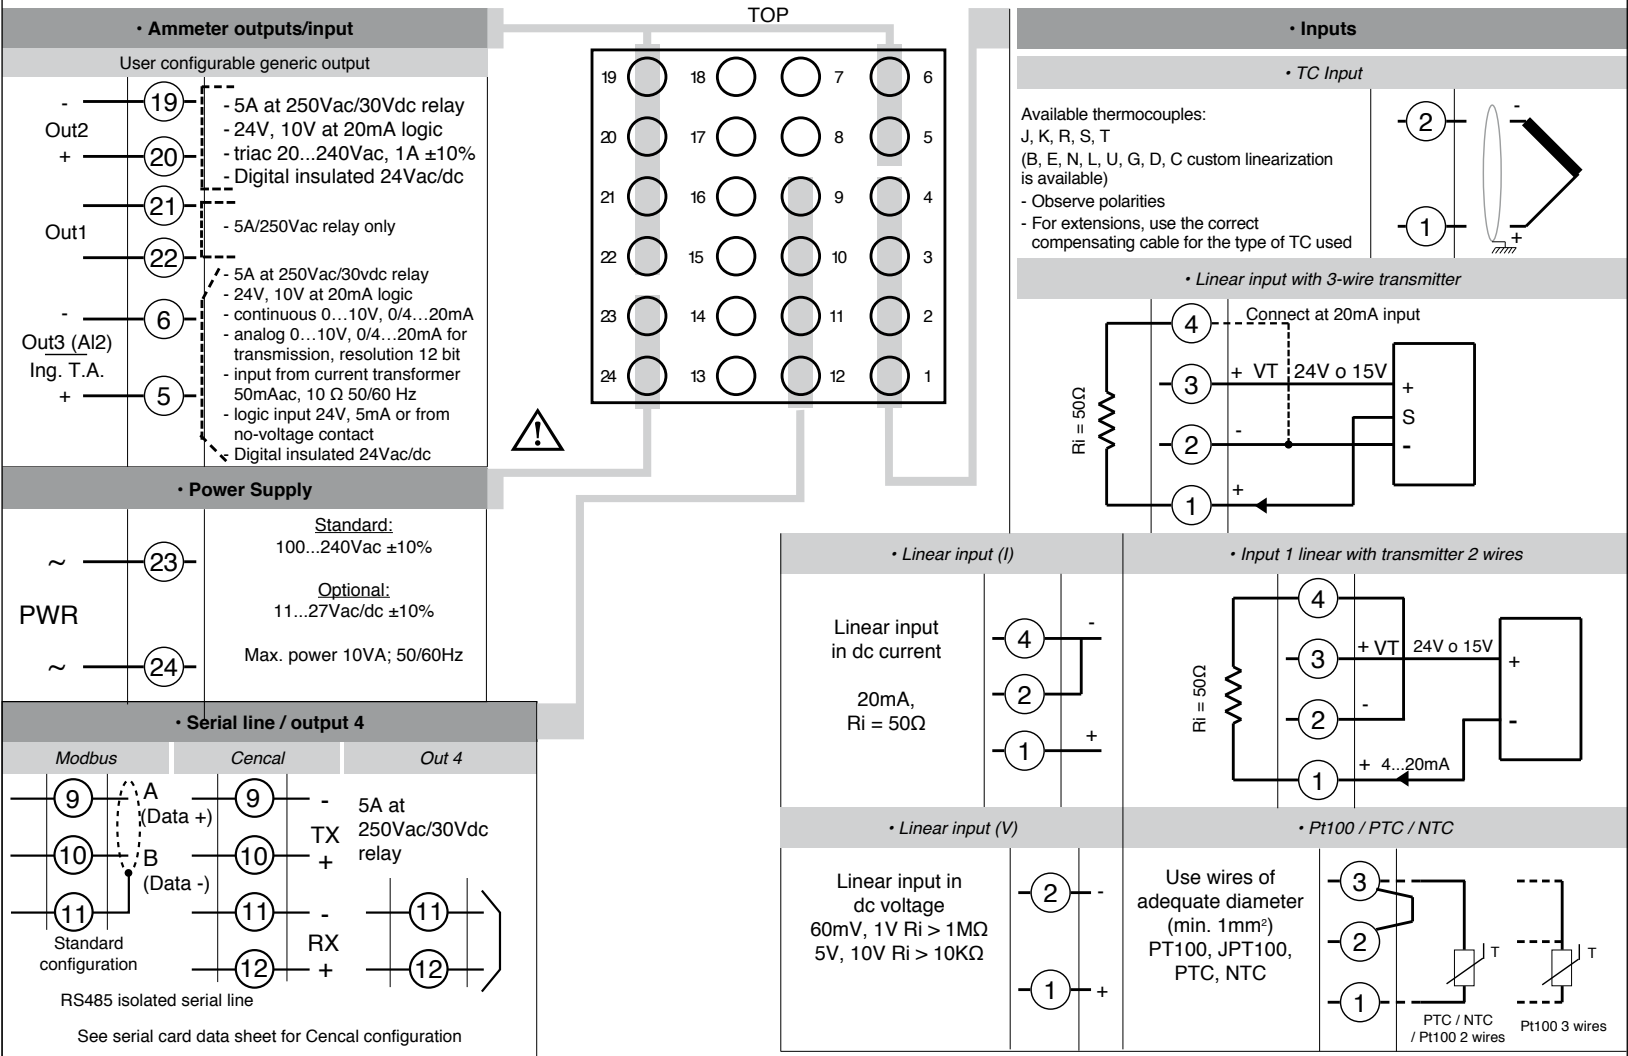 TOP
• Ammeter outputs/input
User configurable generic output
-
Out2
+
19
20
- 5A at 250Vac/30Vdc relay
- 24V, 10V at 20mA logic
- triac 20...240Vac, 1A ±10%
- Digital insulated 24Vac/dc
Out1
21
22
- 5A/250Vac relay only
-
Out3 (AI2)
Ing. T.A.
+
6
5
- 5A at 250Vac/30vdc relay
- 24V, 10V at 20mA logic
- continuous 0…10V, 0/4…20mA
- analog 0…10V, 0/4…20mA for
transmission, resolution 12 bit
- input from current transformer
50mAac, 10 Ω 50/60 Hz
- logic input 24V, 5mA or from
no-voltage contact
- Digital insulated 24Vac/dc
19 18 7 6
20 17 8 5
21 16 9 4
22 15 10 3
23 14 11 2
24 13 12 1
!
• Power Supply
~
PWR
~
23
24
Standard:
100...240Vac ±10%
Optional:
11...27Vac/dc ±10%
Max. power 10VA; 50/60Hz
• Serial line / output 4
Modbus
9
10
11
A
(Data +)
B
(Data -)
Standard
configuration
Cencal
9
10
11
12
-
TX
+
-
RX
+
Out 4
5A at
250Vac/30Vdc
relay
11
12
RS485 isolated serial line
See serial card data sheet for Cencal configuration
• Inputs
• TC Input
Available thermocouples:
J, K, R, S, T
(B, E, N, L, U, G, D, C custom linearization
is available)
- Observe polarities
- For extensions, use the correct
compensating cable for the type of TC used
2
1
-
+
• Linear input with 3-wire transmitter
Ri = 50Ω
4
3
2
1
Connect at 20mA input
+ VT 24V o 15V
-
+
+
S
-
• Linear input (I)
Linear input
in dc current
20mA,
Ri = 50Ω
4
2
1
-
+
• Input 1 linear with transmitter 2 wires
Ri = 50Ω
4
3
2
1
+ VT 24V o 15V
-
+ 4...20mA
+
-
• Linear input (V)
Linear input in
dc voltage
60mV, 1V Ri > 1MΩ
5V, 10V Ri > 10KΩ
2
1
-
+
• Pt100 / PTC / NTC
Use wires of
adequate diameter
(min. 1mm²)
PT100, JPT100,
PTC, NTC
3
2
1
T
T
PTC / NTC
/ Pt100 2 wires
Pt100 3 wires